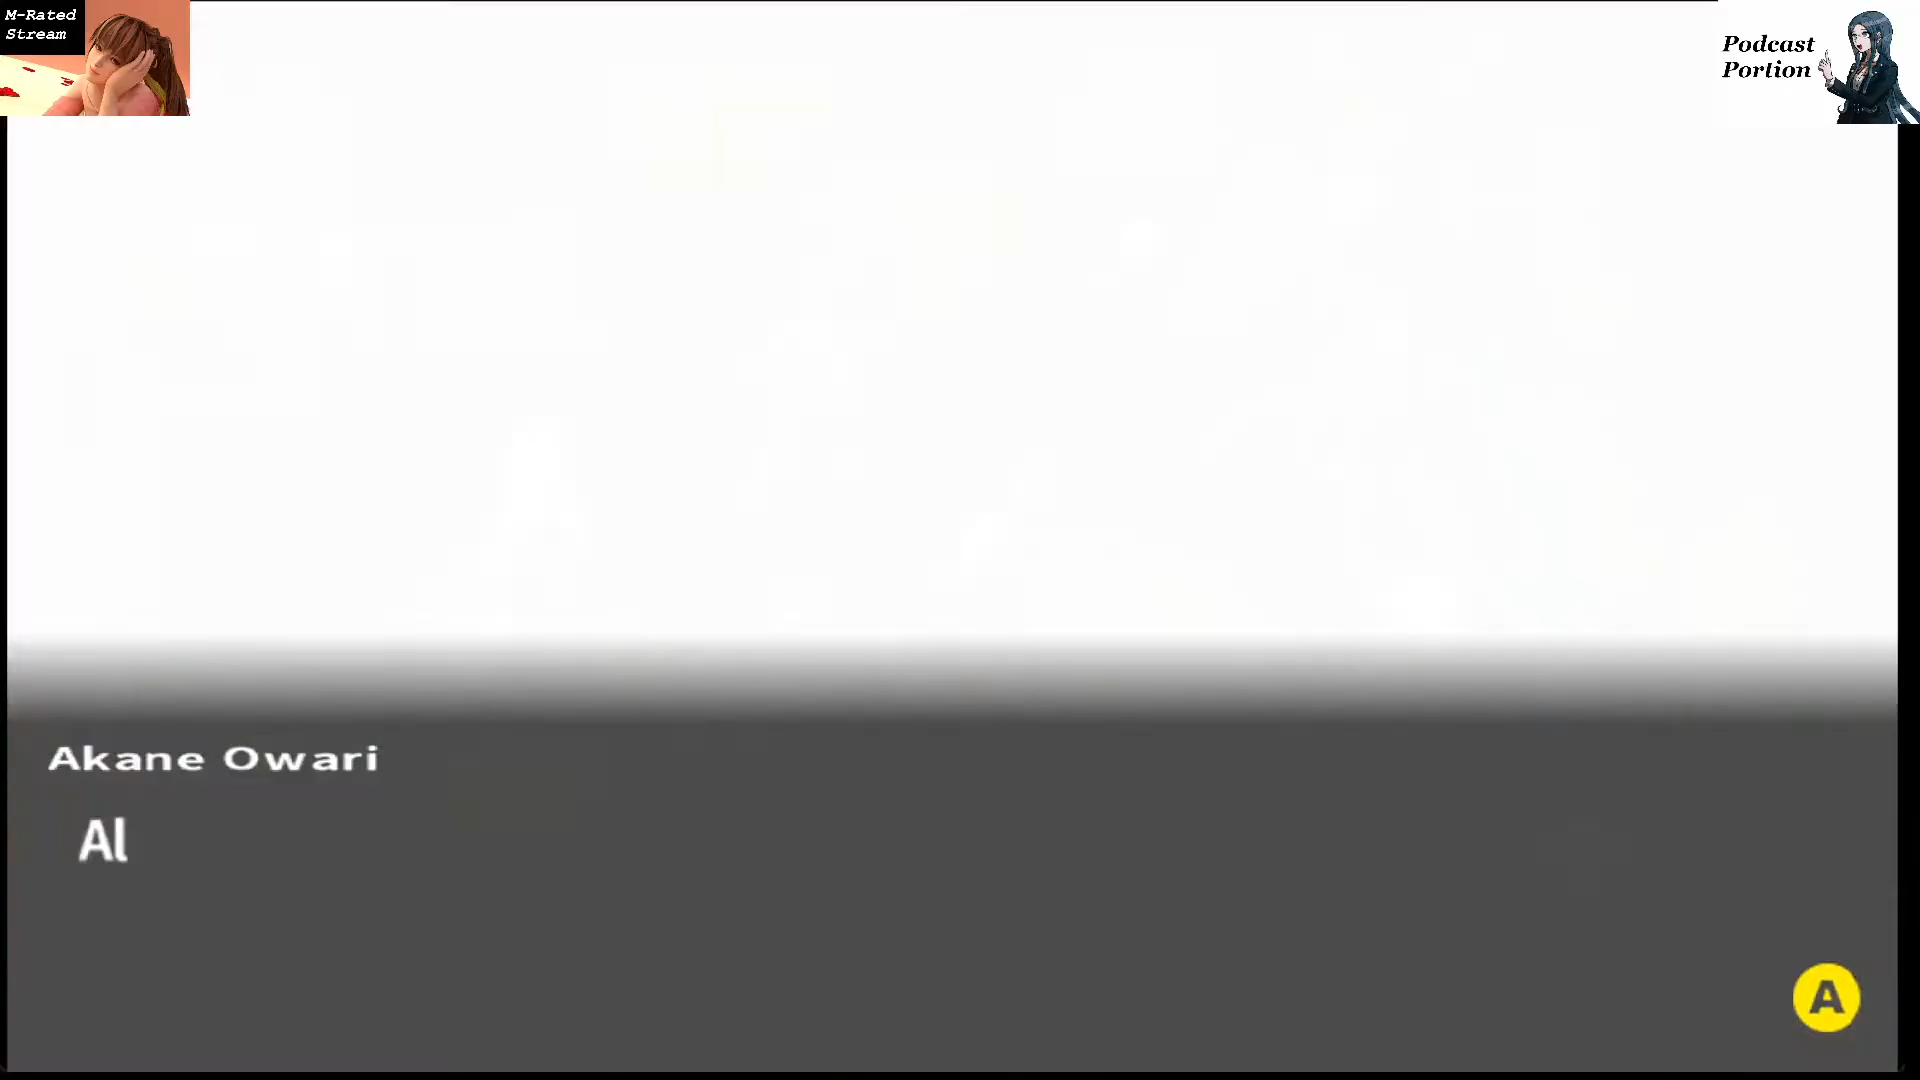 M-Rated
Stream
Podcast
Portion
Akane Owari
Al
A